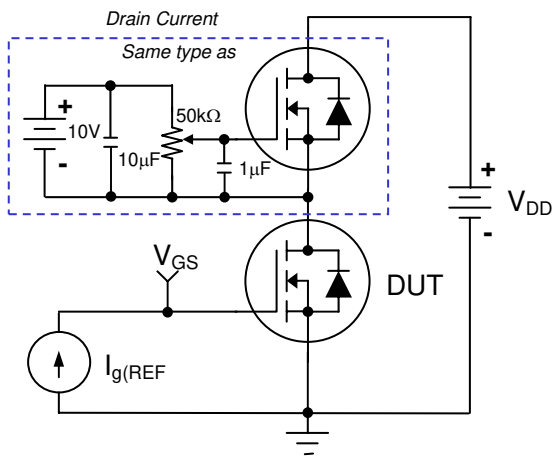 Drain Current
Same type as
+
10V
-
10μF
50kΩ
1μF
+
V_DD
-
V_GS
DUT
I_g(REF